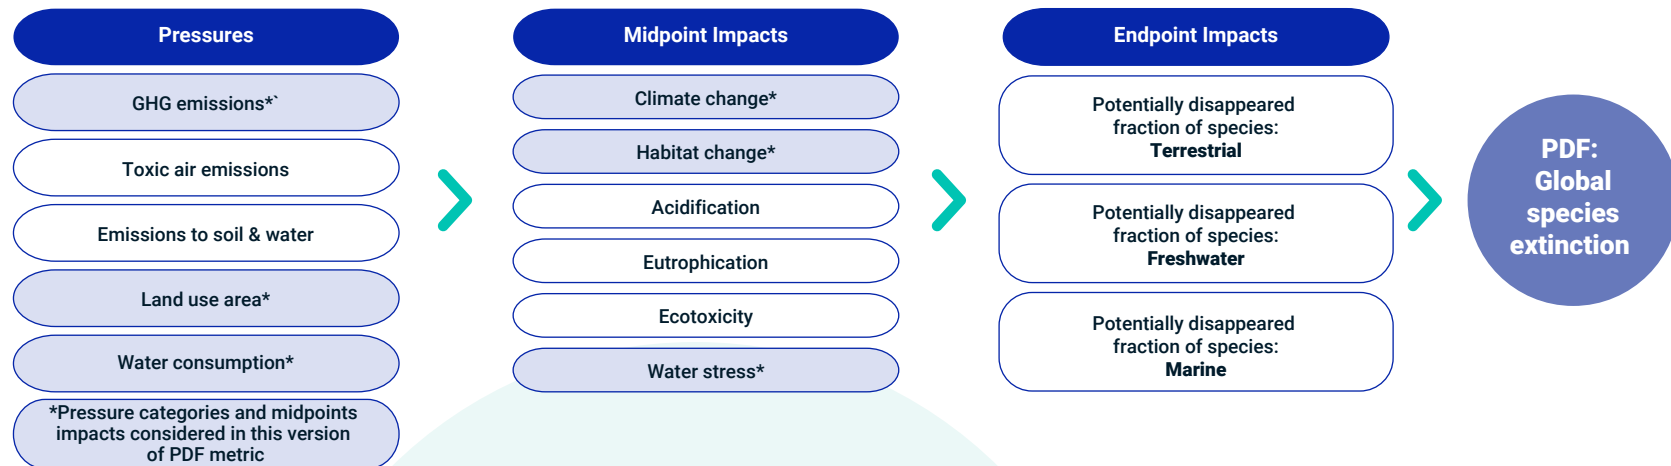 Pressures
GHG emissions*`
Toxic air emissions
Emissions to soil & water
Land use area*
Water consumption*
*Pressure categories and midpoints
impacts considered in this version
of PDF metric
Midpoint Impacts
Climate change*
Habitat change*
Acidification
Eutrophication
Ecotoxicity
Water stress*
Endpoint Impacts
Potentially disappeared
fraction of species:
Terrestrial
Potentially disappeared
fraction of species:
Freshwater
Potentially disappeared
fraction of species:
Marine
PDF:
Global
species
extinction